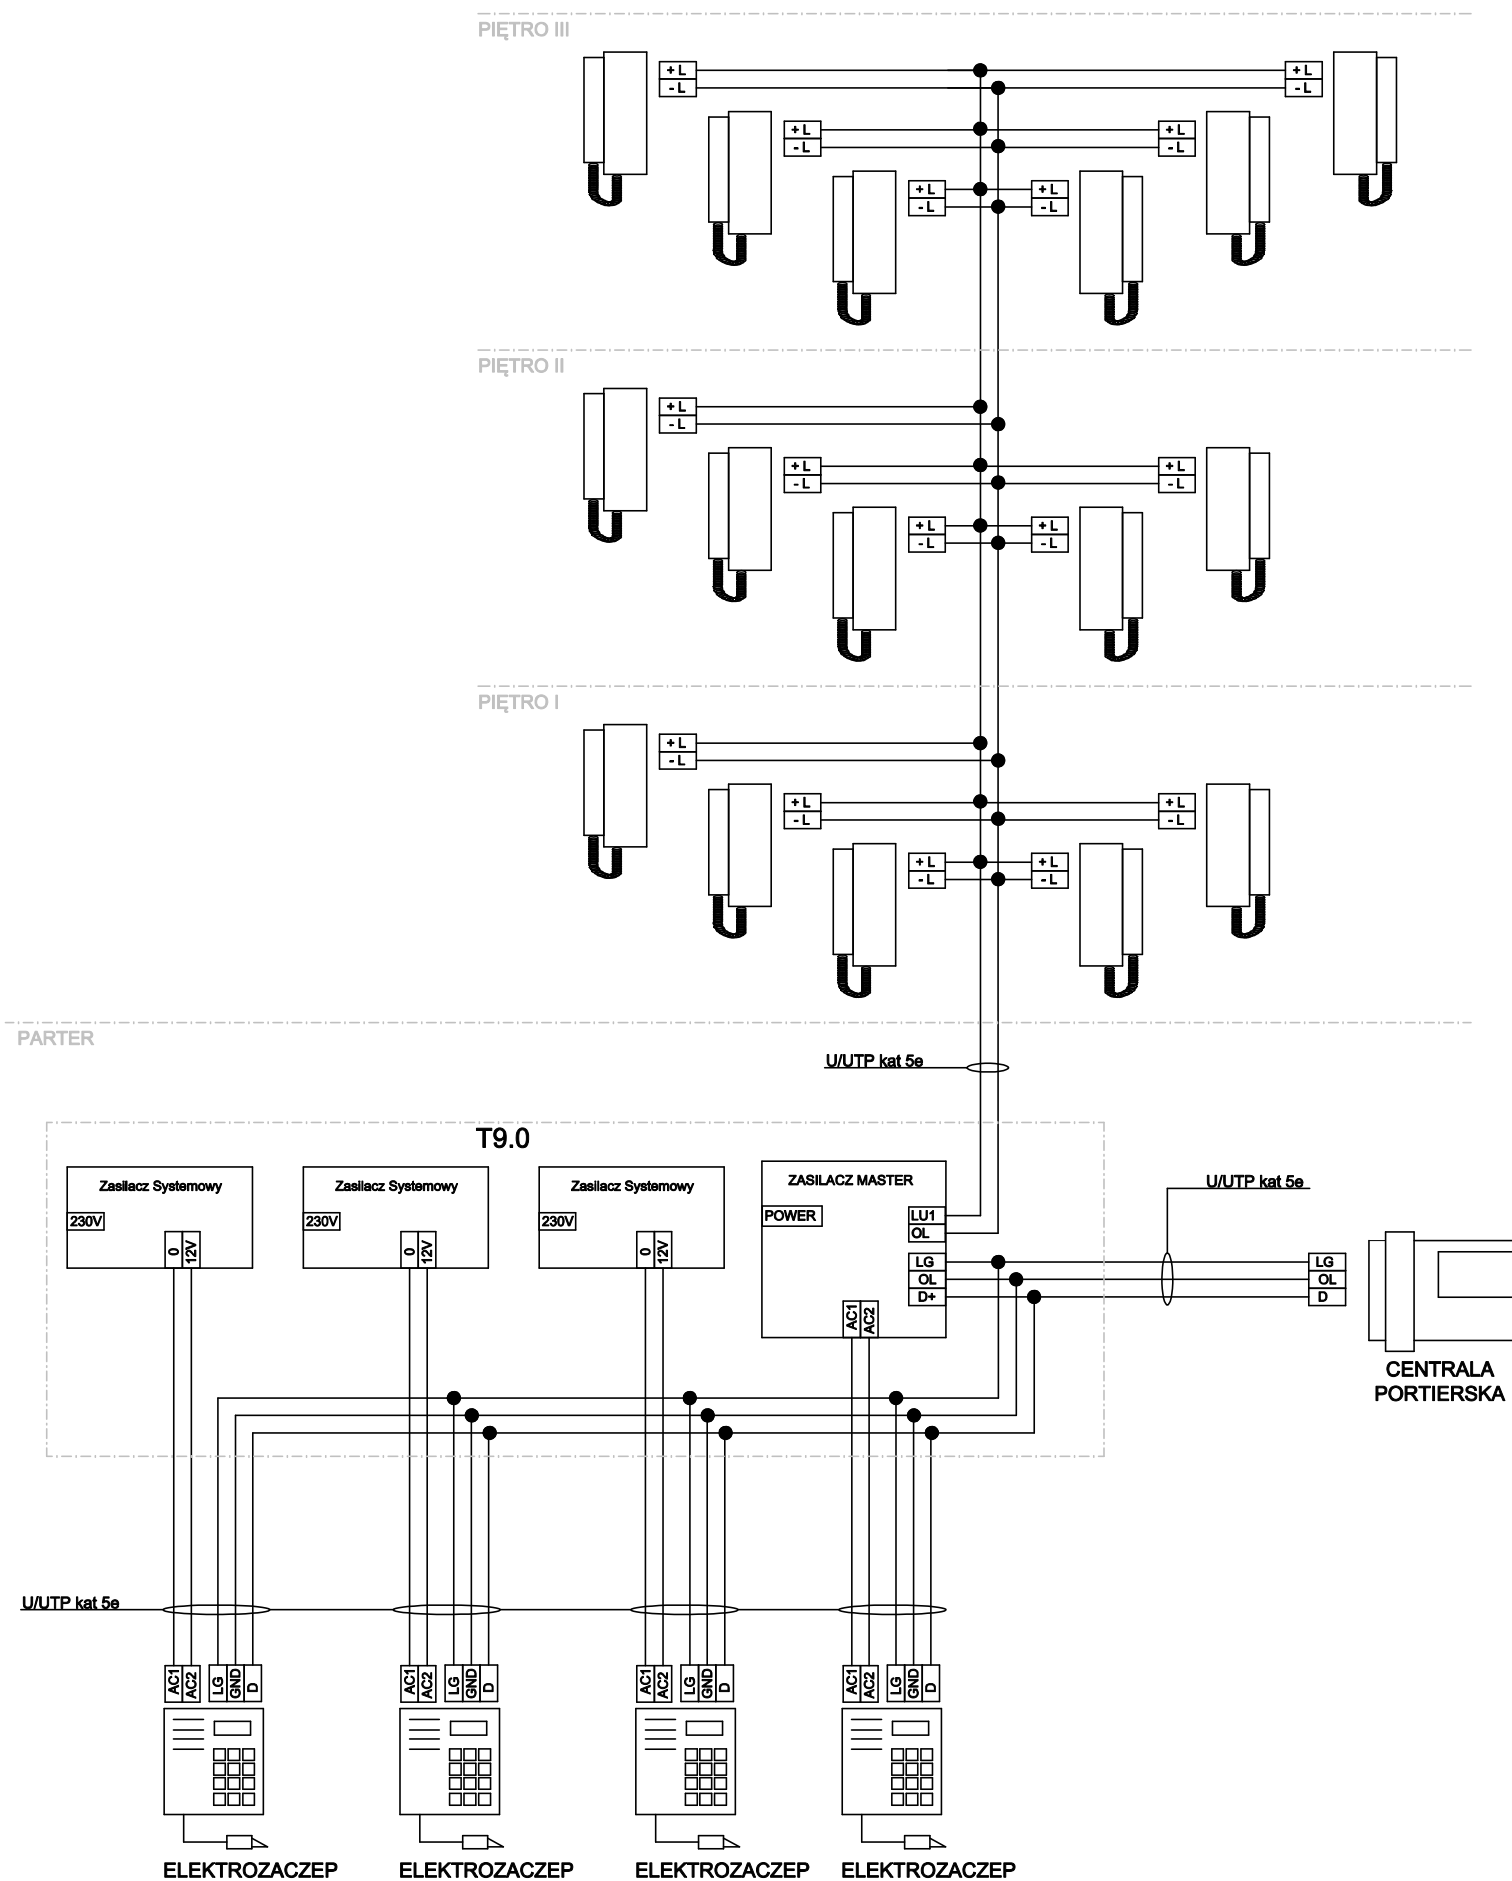 PIĘTRO III
+ L + L
- L - L
+ L + L
- L - L
+ L + L
- L - L
PIĘTRO II
+ L
- L
+ L + L
- L - L
+ L + L
- L - L
PIĘTRO I
+ L
- L
+ L + L
- L - L
+ L + L
- L - L
PARTER
U/UTP kat 5e
T9.0
Zasilacz Systemowy
230V
0
12V
Zasilacz Systemowy
230V
0
12V
Zasilacz Systemowy
230V
0
12V
ZASILACZ MASTER
POWER
LU1
OL
LG
OL
D+
AC1
AC2
U/UTP kat 5e
LG
OL
D
CENTRALA
PORTIERSKA
U/UTP kat 5e
AC1
AC2
LG
GND
D
AC1
AC2
LG
GND
D
AC1
AC2
LG
GND
D
AC1
AC2
LG
GND
D
ELEKTROZACZEP
ELEKTROZACZEP
ELEKTROZACZEP
ELEKTROZACZEP